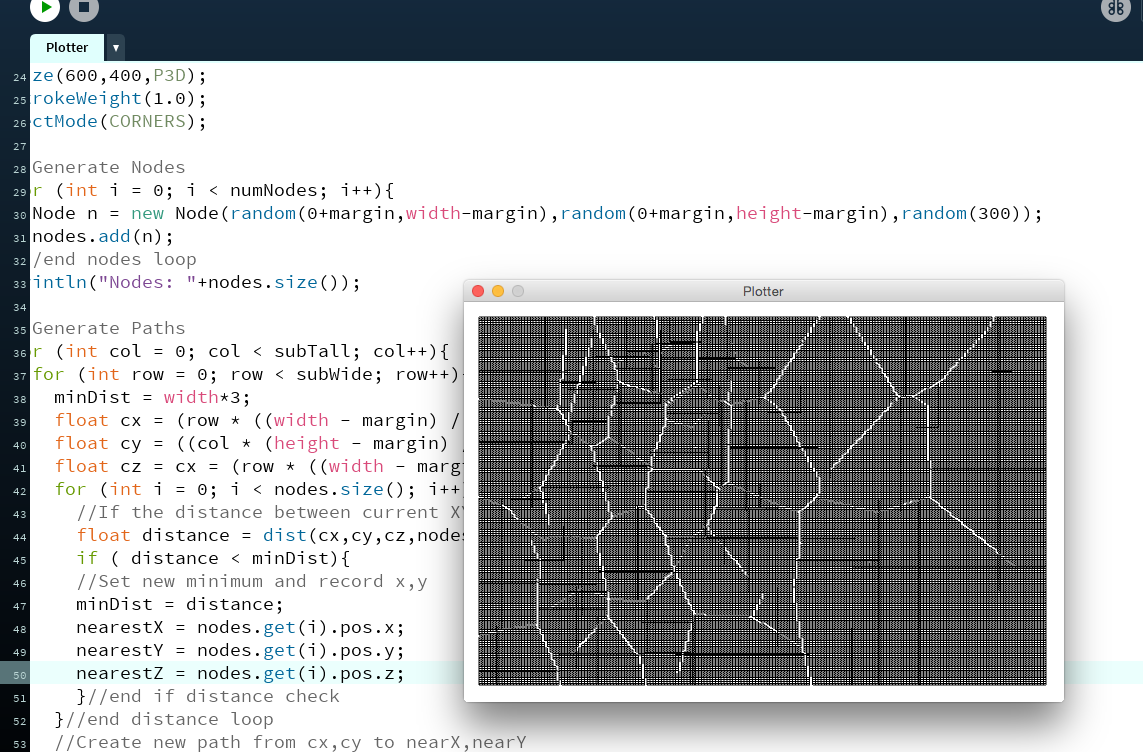 Plotter
24 ze(600,400,P3D);
25 rokeWeight(1.0);
26 ctMode(CORNERS);
27
28 Generate Nodes
29 r (int i = 0; i < numNodes; i++){
30 Node n = new Node(random(0+margin,width-margin),random(0+margin,height-margin),random(300));
31 nodes.add(n);
32 /end nodes loop
33 intln("Nodes: "+nodes.size());
34
35 Generate Paths
36 r (int col = 0; col < subTall; col++){
37 for (int row = 0; row < subWide; row++)
38 minDist = width*3;
39 float cx = (row * ((width - margin) /
40 float cy = ((col * (height - margin)
41 float cz = cx = (row * ((width - marg
42 for (int i = 0; i < nodes.size(); i++
43 //If the distance between current XY
44 float distance = dist(cx,cy,cz,nodes
45 if ( distance < minDist){
46 //Set new minimum and record x,y
47 minDist = distance;
48 nearestX = nodes.get(i).pos.x;
49 nearestY = nodes.get(i).pos.y;
50 nearestZ = nodes.get(i).pos.z;
51 }//end if distance check
52 }//end distance loop
53 //Create new path from cx,cy to nearX,nearY
Plotter